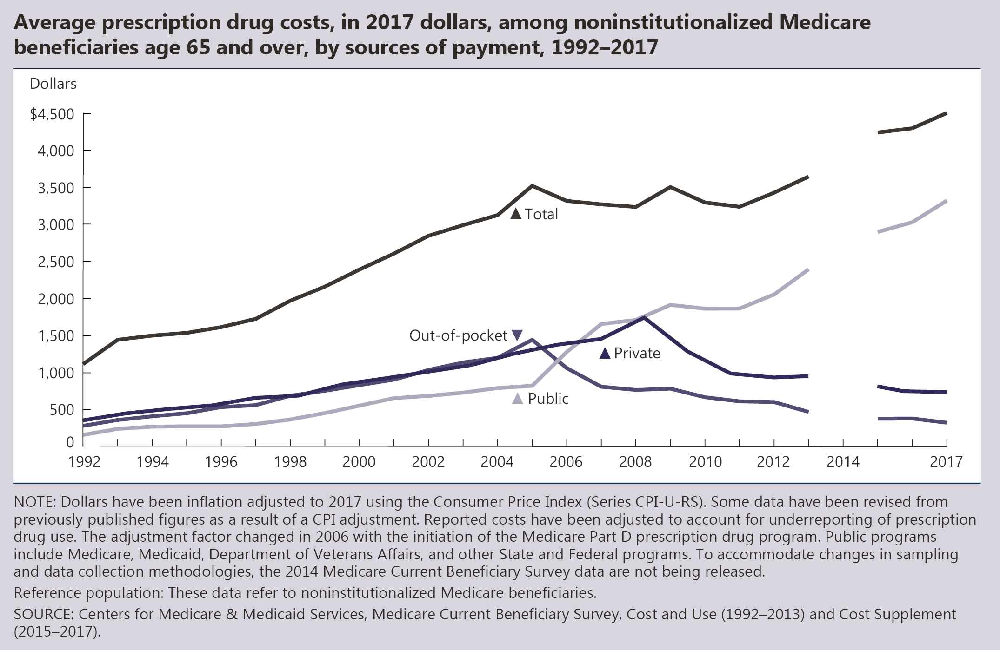 Average prescription drug costs, in 2017 dollars, among noninstitutionalized Medicare
beneficiaries age 65 and over, by sources of payment, 1992–2017
Dollars
$4,500
4,000
3,500
3,000
2,500
2,000
1,500
1,000
500
0
Total
Out-of-pocket
Private
Public
1992 1994 1996 1998 2000 2002 2004 2006 2008 2010 2012 2014 2017
NOTE: Dollars have been inflation adjusted to 2017 using the Consumer Price Index (Series CPI-U-RS). Some data have been revised from
previously published figures as a result of a CPI adjustment. Reported costs have been adjusted to account for underreporting of prescription
drug use. The adjustment factor changed in 2006 with the initiation of the Medicare Part D prescription drug program. Public programs
include Medicare, Medicaid, Department of Veterans Affairs, and other State and Federal programs. To accommodate changes in sampling
and data collection methodologies, the 2014 Medicare Current Beneficiary Survey data are not being released.
Reference population: These data refer to noninstitutionalized Medicare beneficiaries.
SOURCE: Centers for Medicare & Medicaid Services, Medicare Current Beneficiary Survey, Cost and Use (1992–2013) and Cost Supplement
(2015–2017).